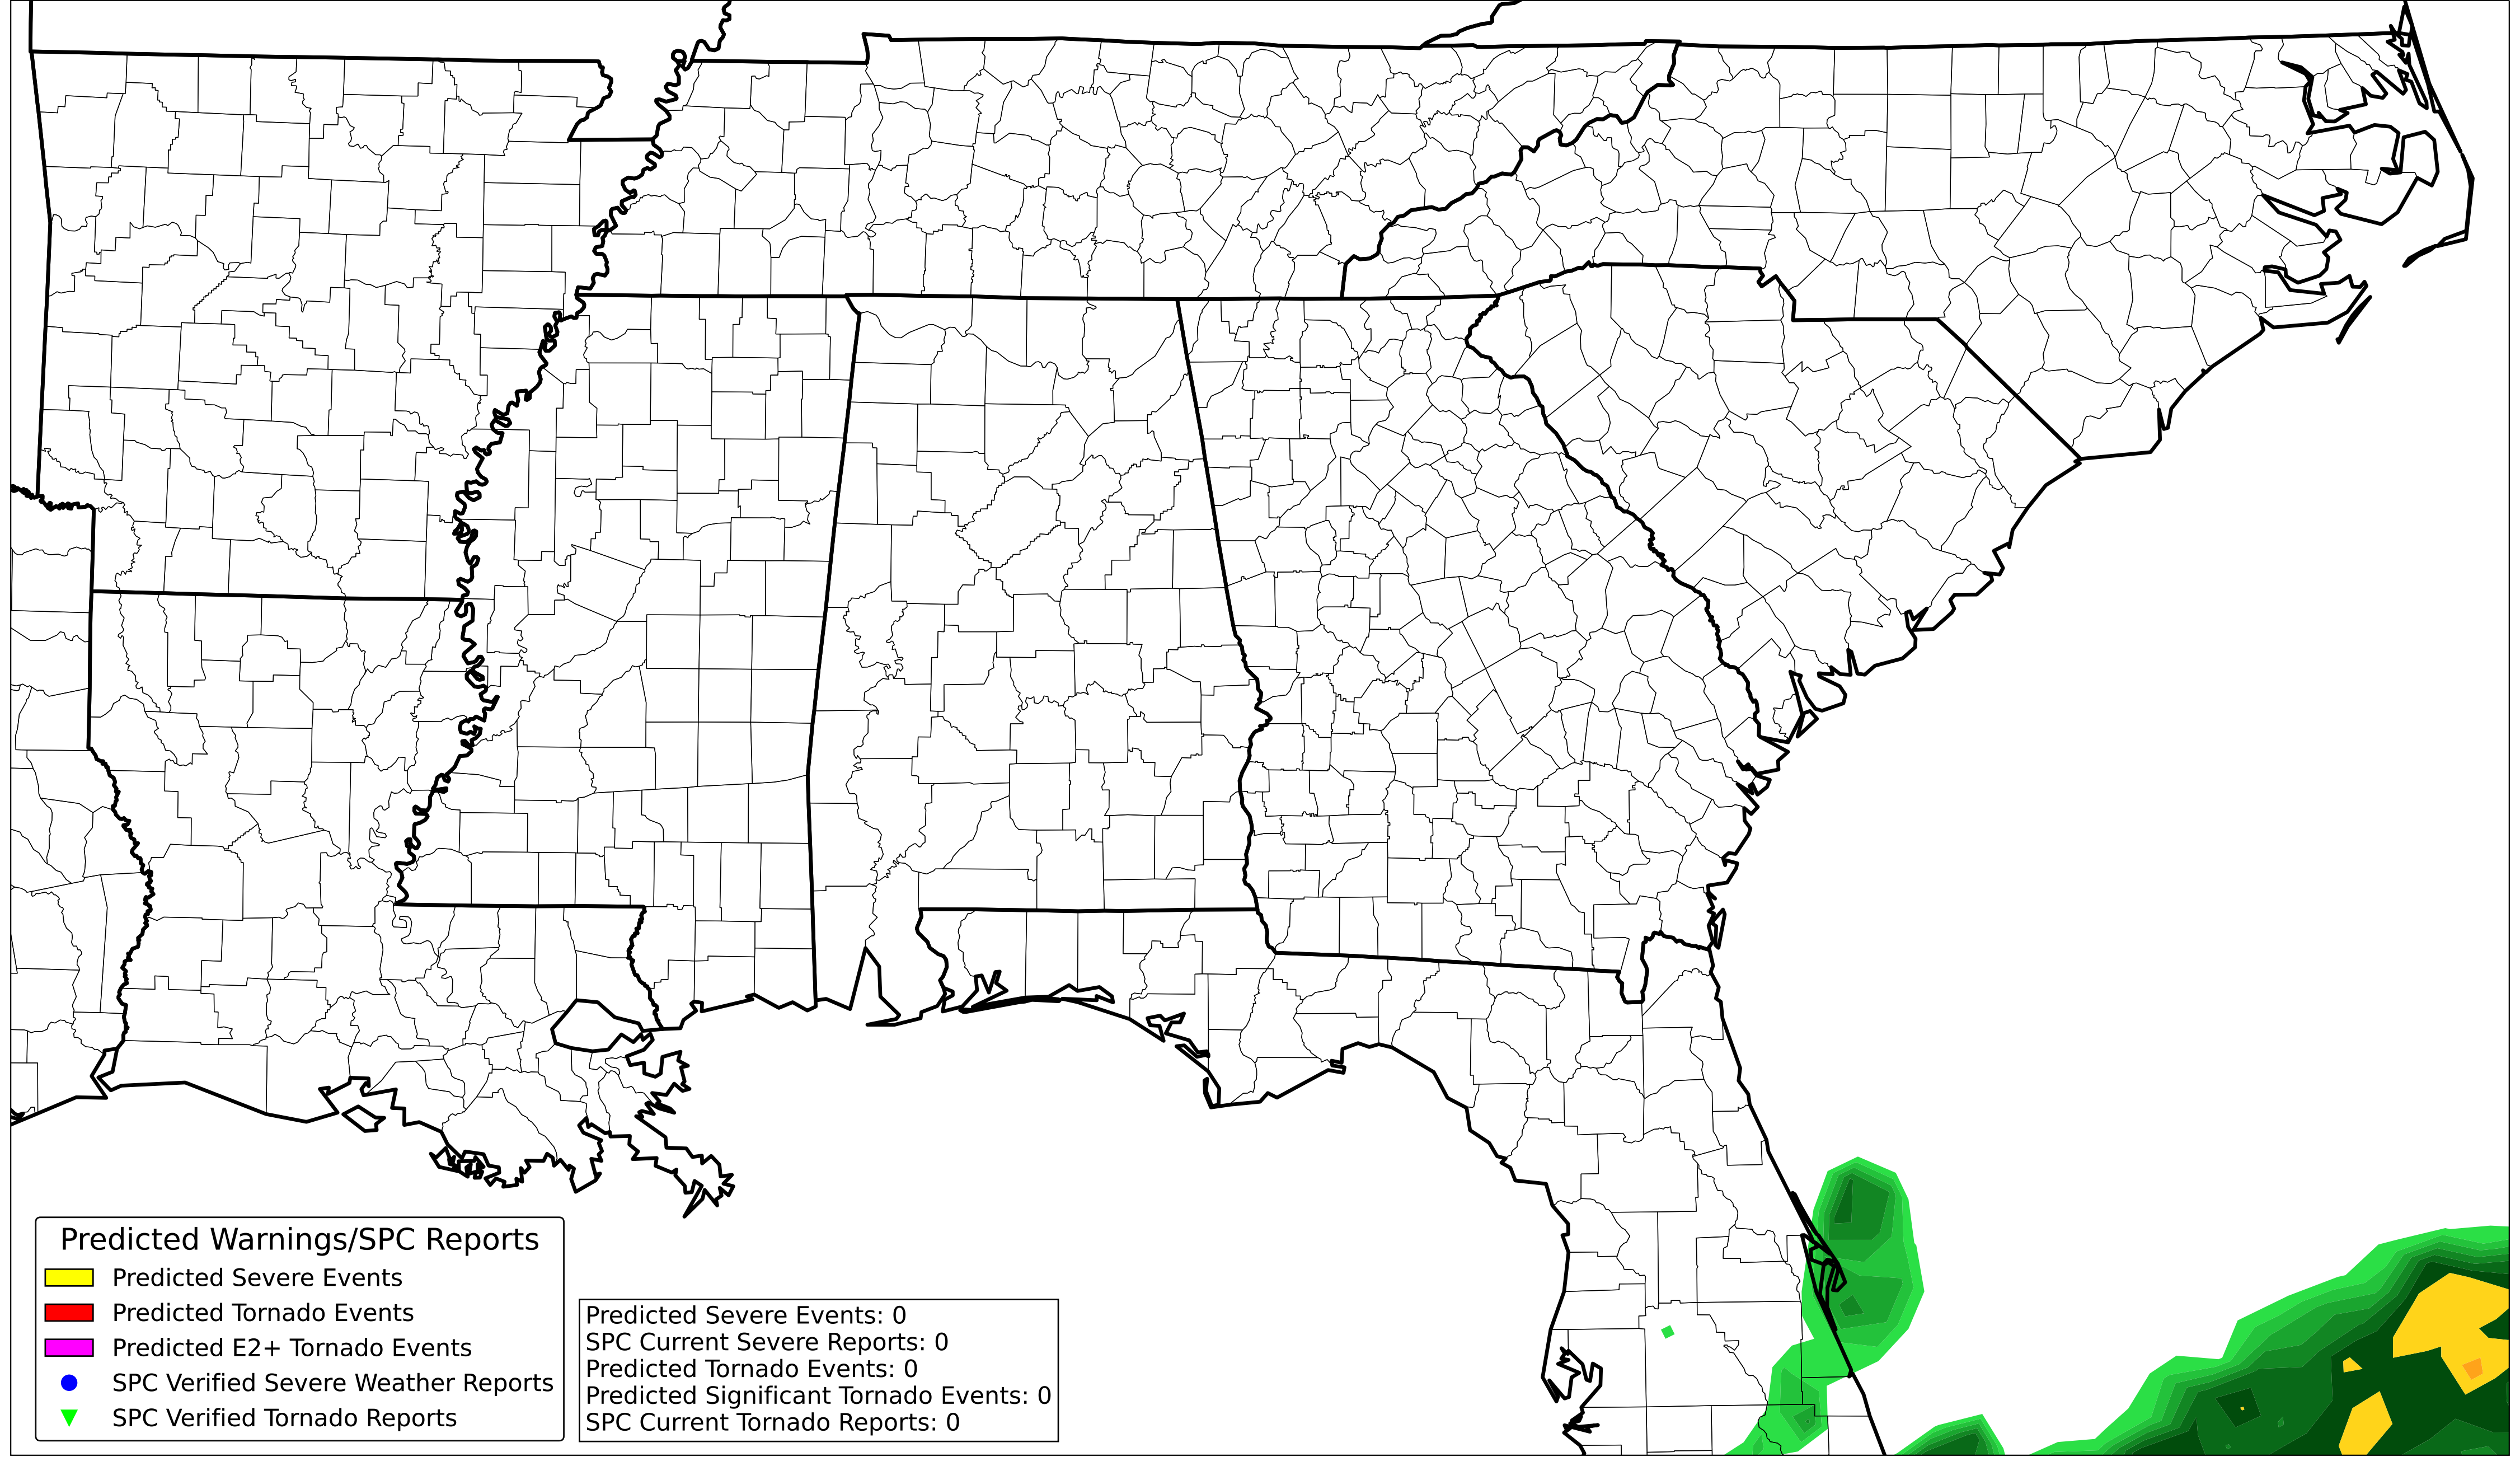 Predicted Warnings/SPC Reports
Predicted Severe Events
Predicted Tornado Events
Predicted E2+ Tornado Events
SPC Verified Severe Weather Reports
SPC Verified Tornado Reports
Predicted Severe Events: 0
SPC Current Severe Reports: 0
Predicted Tornado Events: 0
Predicted Significant Tornado Events: 0
SPC Current Tornado Reports: 0